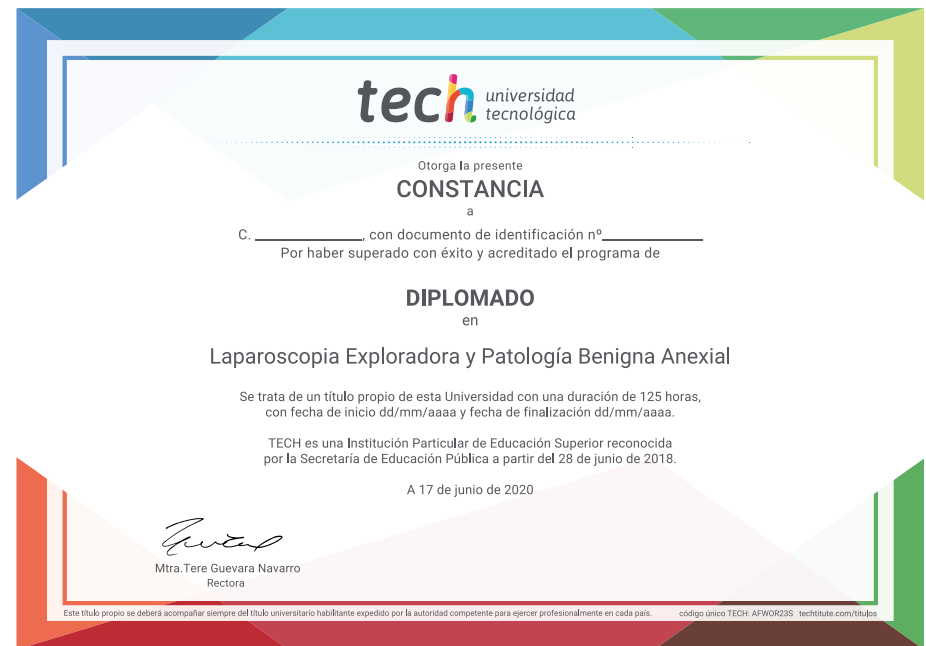 tech universidad
tecnológica
Otorga la presente
CONSTANCIA
a
C. ______________, con documento de identificación nº_____________
Por haber superado con éxito y acreditado el programa de
DIPLOMADO
en
Laparoscopia Exploradora y Patología Benigna Anexial
Se trata de un título propio de esta Universidad con una duración de 125 horas,
con fecha de inicio dd/mm/aaaa y fecha de finalización dd/mm/aaaa.
TECH es una Institución Particular de Educación Superior reconocida
por la Secretaría de Educación Pública a partir del 28 de junio de 2018.
A 17 de junio de 2020
Mtra.Tere Guevara Navarro
Rectora
Este título propio se deberá acompañar siempre del título universitario habilitante expedido por la autoridad competente para ejercer profesionalmente en cada país. código único TECH: AFWOR23S techtitute.com/titulos